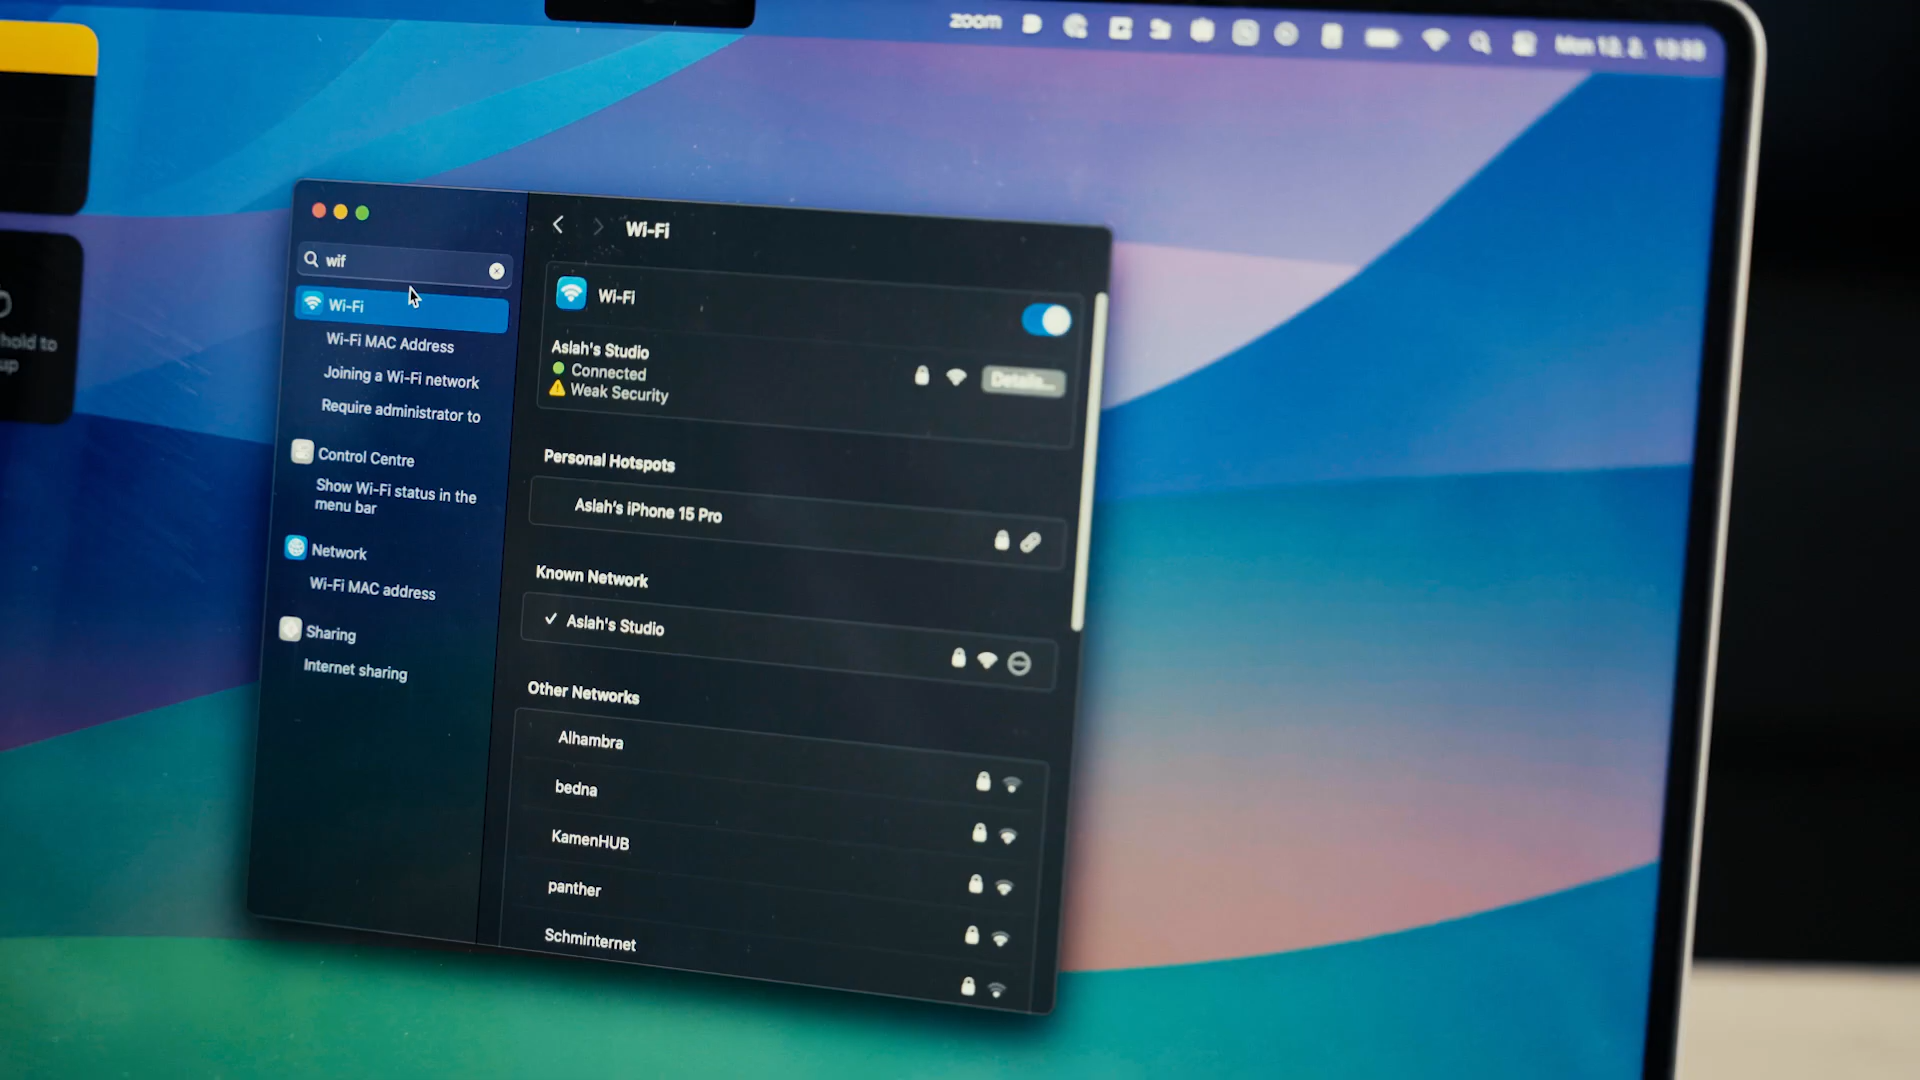 zoom
hold to
up
wif
Wi-Fi
Wi-Fi MAC Address
Joining a Wi-Fi network
Require administrator to
Control Centre
Show Wi-Fi status in the
menu bar
Network
Wi-Fi MAC address
Sharing
Internet sharing
Wi-Fi
Wi-Fi
Aslah's Studio
Connected
Weak Security
Details...
Personal Hotspots
Aslah's iPhone 15 Pro
Known Network
Aslah's Studio
Other Networks
Alhambra
bedna
KamenHUB
panther
Schminternet